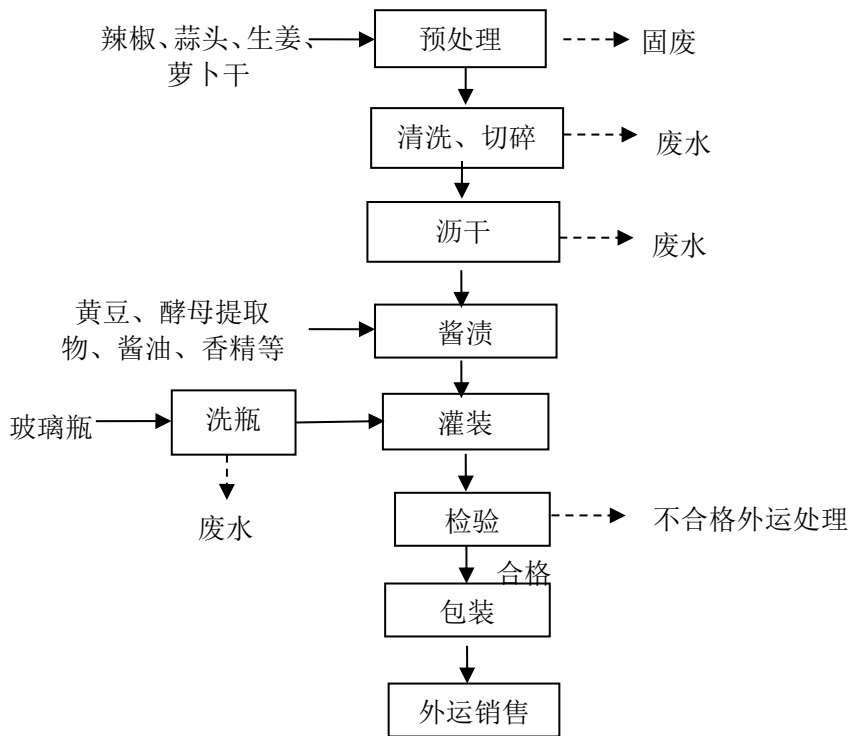 辣椒、蒜头、生姜、
萝卜干
预处理
固废
清洗、切碎
废水
沥干
废水
黄豆、酵母提取
物、酱油、香精等
酱渍
玻璃瓶
洗瓶
灌装
废水
检验
不合格外运处理
合格
包装
外运销售